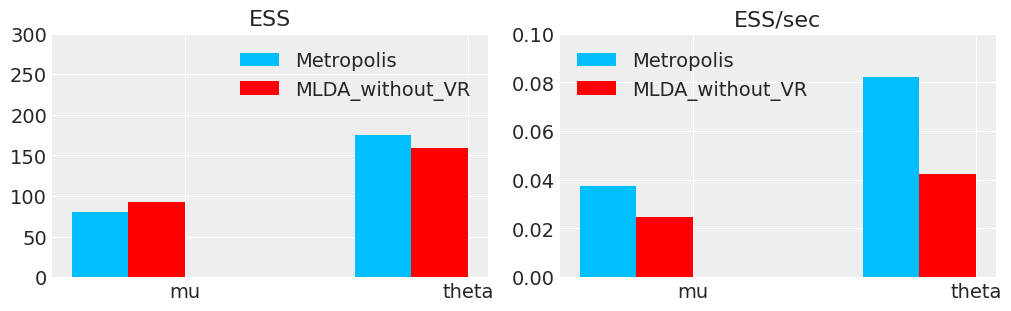 ESS
300
250
200
150
100
50
0
Metropolis
MLDA_without_VR
mu
theta
ESS/sec
0.10
0.08
0.06
0.04
0.02
0.00
Metropolis
MLDA_without_VR
mu
theta